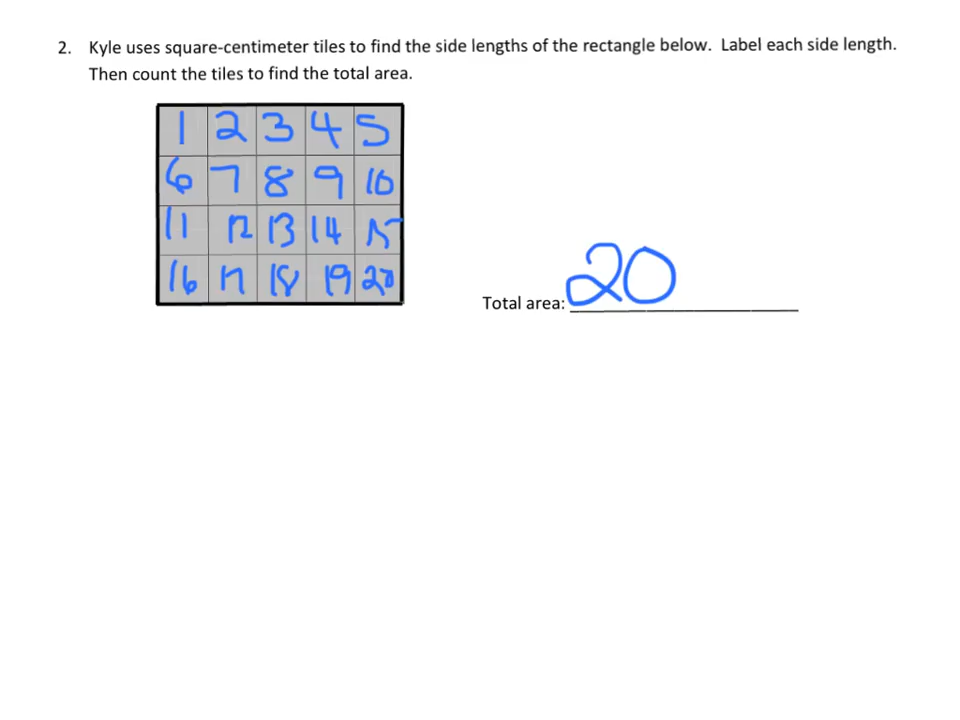 2. Kyle uses square-centimeter tiles to find the side lengths of the rectangle below. Label each side length.
Then count the tiles to find the total area.
1 2 3 4 5
6 7 8 9 10
11 12 13 14 15
16 17 18 19 20
Total area: 20